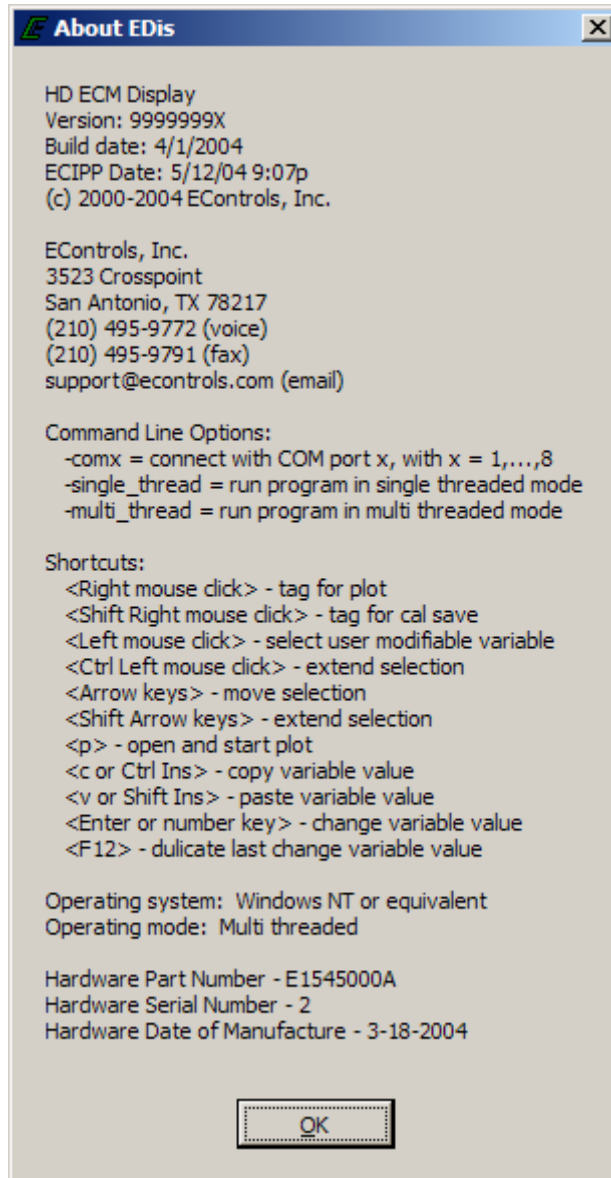 About EDis
HD ECM Display
Version: 9999999X
Build date: 4/1/2004
ECIPP Date: 5/12/04 9:07p
(c) 2000-2004 EControls, Inc.
EControls, Inc.
3523 Crosspoint
San Antonio, TX 78217
(210) 495-9772 (voice)
(210) 495-9791 (fax)
support@econtrols.com (email)
Command Line Options:
-comx = connect with COM port x, with x = 1,...,8
-single_thread = run program in single threaded mode
-multi_thread = run program in multi threaded mode
Shortcuts:
<Right mouse click> - tag for plot
<Shift Right mouse click> - tag for cal save
<Left mouse click> - select user modifiable variable
<Ctrl Left mouse click> - extend selection
<Arrow keys> - move selection
<Shift Arrow keys> - extend selection
<p> - open and start plot
<c or Ctrl Ins> - copy variable value
<v or Shift Ins> - paste variable value
<Enter or number key> - change variable value
<F12> - dulicate last change variable value
Operating system:  Windows NT or equivalent
Operating mode:  Multi threaded
Hardware Part Number - E1545000A
Hardware Serial Number - 2
Hardware Date of Manufacture - 3-18-2004
OK